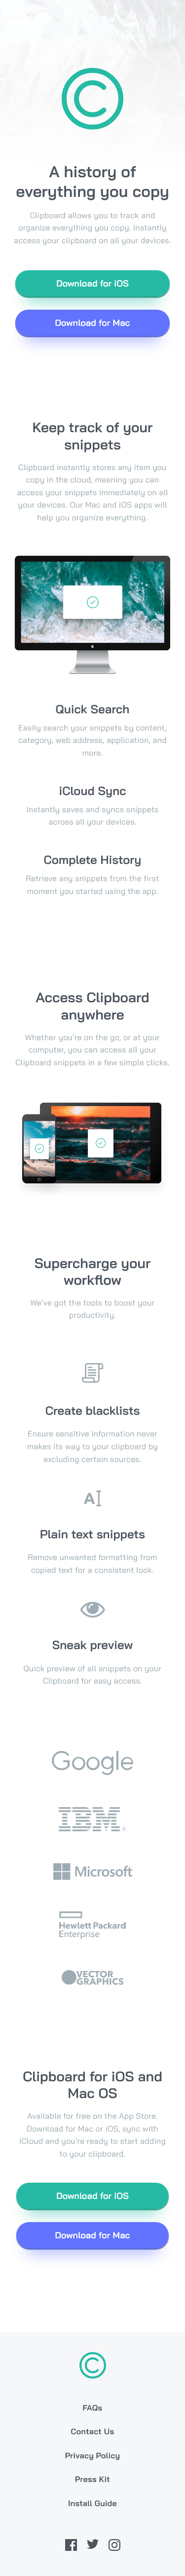 A history of
everything you copy
Clipboard allows you to track and
organize everything you copy. Instantly
access your clipboard on all your devices.
Download for iOS
Download for Mac
Keep track of your
snippets
Clipboard instantly stores any item you
copy in the cloud, meaning you can
access your snippets immediately on all
your devices. Our Mac and iOS apps will
help you organize everything.
Quick Search
Easily search your snippets by content,
category, web address, application, and
more.
iCloud Sync
Instantly saves and syncs snippets
across all your devices.
Complete History
Retrieve any snippets from the first
moment you started using the app.
Access Clipboard
anywhere
Whether you're on the go, or at your
computer, you can access all your
Clipboard snippets in a few simple clicks.
Supercharge your
workflow
We've got the tools to boost your
productivity.
Create blacklists
Ensure sensitive information never
makes its way to your clipboard by
excluding certain sources.
A
Plain text snippets
Remove unwanted formatting from
copied text for a consistent look.
Sneak preview
Quick preview of all snippets on your
Clipboard for easy access.
Google
IBM
Microsoft
Hewlett Packard
Enterprise
VECTOR
GRAPHICS
Clipboard for iOS and
Mac OS
Available for free on the App Store.
Download for Mac or iOS, sync with
iCloud and you're ready to start adding
to your clipboard.
Download for iOS
Download for Mac
FAQs
Contact Us
Privacy Policy
Press Kit
Install Guide